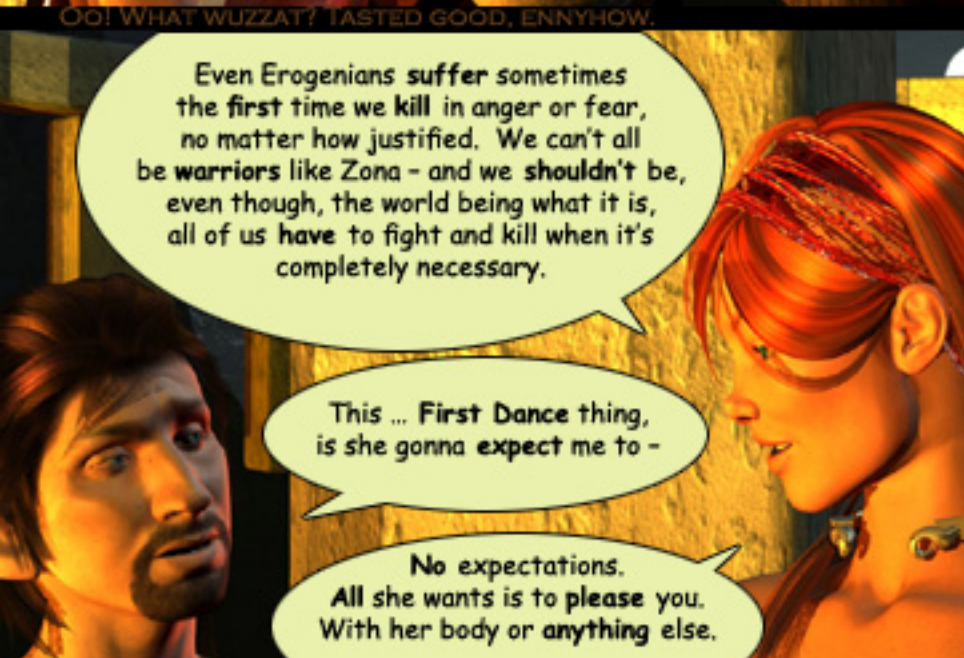 OO! WHAT WUZZAT? TASTED GOOD, ENNYHOW.
Even Erogenians suffer sometimes
the first time we kill in anger or fear,
no matter how justified. We can't all
be warriors like Zona – and we shouldn't be,
even though, the world being what it is,
all of us have to fight and kill when it's
completely necessary.
This ... First Dance thing,
is she gonna expect me to –
No expectations.
All she wants is to please you.
With her body or anything else.